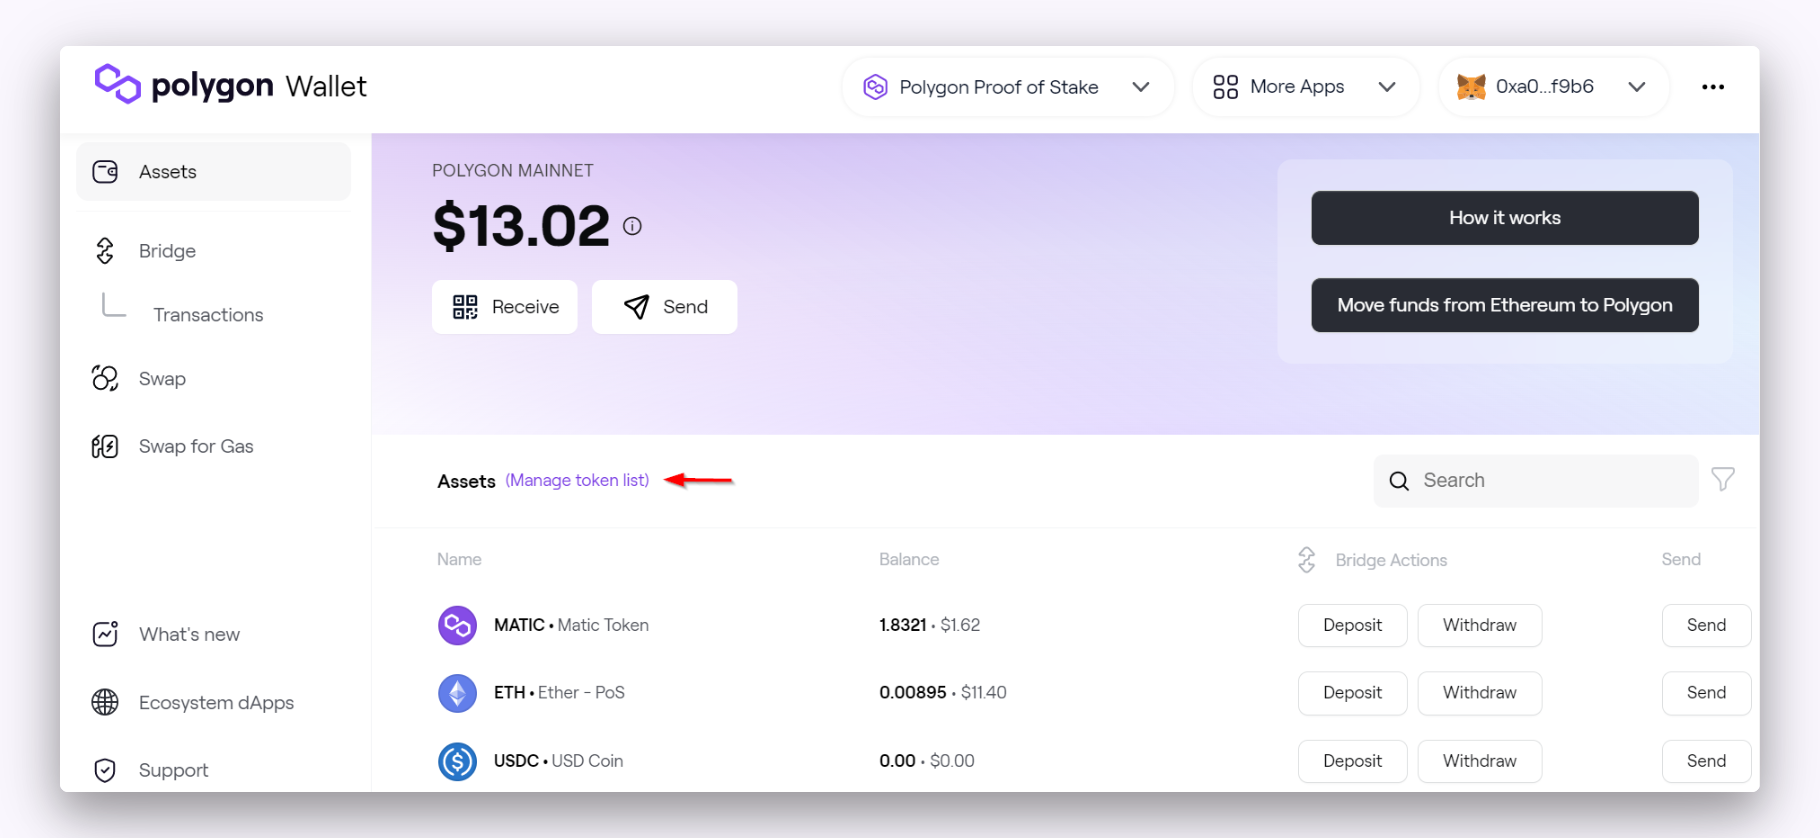 polygon Wallet
Polygon Proof of Stake
More Apps
0xa0...f9b6
Assets
Bridge
Transactions
Swap
Swap for Gas
What's new
Ecosystem dApps
Support
POLYGON MAINNET
$13.02
Receive
Send
How it works
Move funds from Ethereum to Polygon
Assets (Manage token list)
Search
Name Balance Bridge Actions Send
MATIC • Matic Token 1.8321 • $1.62 Deposit Withdraw Send
ETH • Ether - PoS 0.00895 • $11.40 Deposit Withdraw Send
USDC • USD Coin 0.00 • $0.00 Deposit Withdraw Send